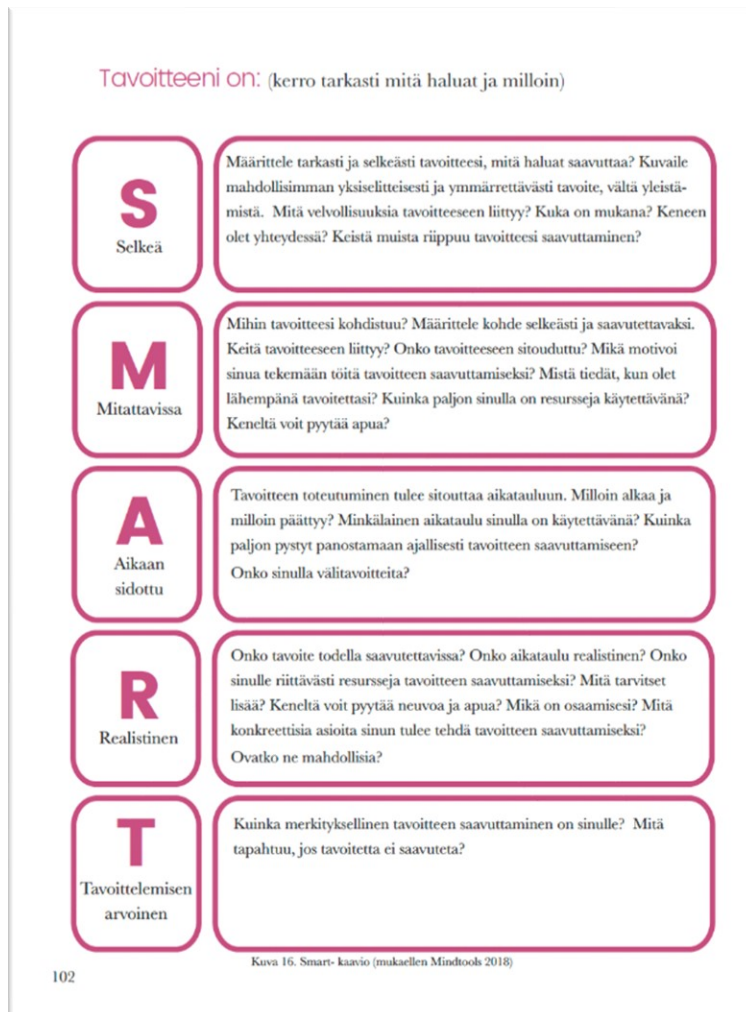 Tavoitteeni on: (kerro tarkasti mitä haluat ja milloin)
S
Selkeä
Määrittele tarkasti ja selkeästi tavoitteesi, mitä haluat saavuttaa? Kuvaile
mahdollisimman yksiselitteisesti ja ymmärrettävästi tavoite, vältä yleistä-
mistä. Mitä velvollisuuksia tavoitteeseen liittyy? Kuka on mukana? Keneen
olet yhteydessä? Keistä muista riippuu tavoitteesi saavuttaminen?
M
Mitattavissa
Mihin tavoitteesi kohdistuu? Määrittele kohde selkeästi ja saavutettavaksi.
Keitä tavoitteeseen liittyy? Onko tavoitteeseen sitouduttu? Mikä motivoi
sinua tekemään töitä tavoitteen saavuttamiseksi? Mistä tiedät, kun olet
lähempänä tavoitettasi? Kuinka paljon sinulla on resursseja käytettävänä?
Keneltä voit pyytää apua?
A
Aikaan
sidottu
Tavoitteen toteutuminen tulee sitouttaa aikatauluun. Milloin alkaa ja
milloin päättyy? Minkälainen aikataulu sinulla on käytettävänä? Kuinka
paljon pystyt panostamaan ajallisesti tavoitteen saavuttamiseen?
Onko sinulla välitavoitteita?
R
Realistinen
Onko tavoite todella saavutettavissa? Onko aikataulu realistinen? Onko
sinulle riittävästi resursseja tavoitteen saavuttamiseksi? Mitä tarvitset
lisää? Keneltä voit pyytää neuvoa ja apua? Mikä on osaamisesi? Mitä
konkreettisia asioita sinun tulee tehdä tavoitteen saavuttamiseksi?
Ovatko ne mahdollisia?
T
Tavoittelemisen
arvoinen
Kuinka merkityksellinen tavoitteen saavuttaminen on sinulle? Mitä
tapahtuu, jos tavoitetta ei saavuteta?
Kuva 16. Smart- kaavio (mukaellen Mindtools 2018)
102